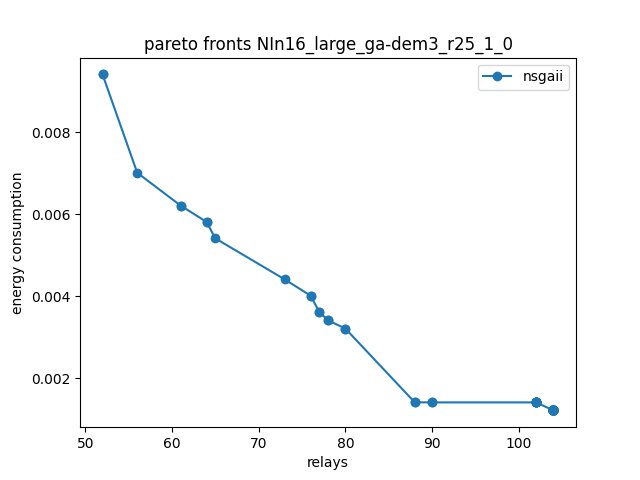 pareto fronts NIn16_large_ga-dem3_r25_1_0
nsgaii
0.008
0.006
0.004
0.002
energy consumption
50 60 70 80 90 100
relays